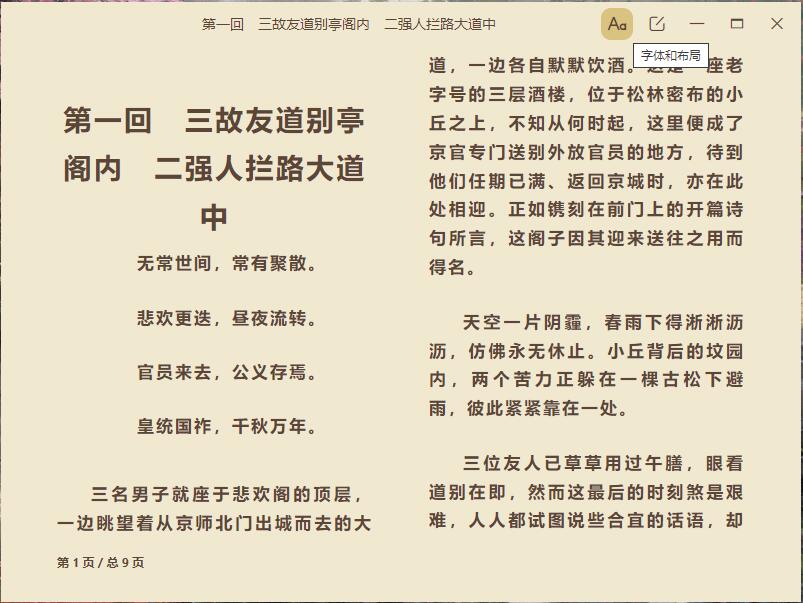 第一回　三故友道别亭阁内　二强人拦路大道中
Aa
字体和布局
第一回　三故友道别亭
阁内　二强人拦路大道
中
无常世间，常有聚散。
悲欢更迭，昼夜流转。
官员来去，公义存焉。
皇统国祚，千秋万年。
三名男子就座于悲欢阁的顶层，
一边眺望着从京师北门出城而去的大
第1页/总9页
道，一边各自默默饮酒。这是一座老
字号的三层酒楼，位于松林密布的小
丘之上，不知从何时起，这里便成了
京官专门送别外放官员的地方，待到
他们任期已满、返回京城时，亦在此
处相迎。正如镌刻在前门上的开篇诗
句所言，这阁子因其迎来送往之用而
得名。
天空一片阴霾，春雨下得淅淅沥
沥，仿佛永无休止。小丘背后的坟园
内，两个苦力正躲在一棵古松下避
雨，彼此紧紧靠在一处。
三位友人已草草用过午膳，眼看
道别在即，然而这最后的时刻煞是艰
难，人人都试图说些合宜的话语，却